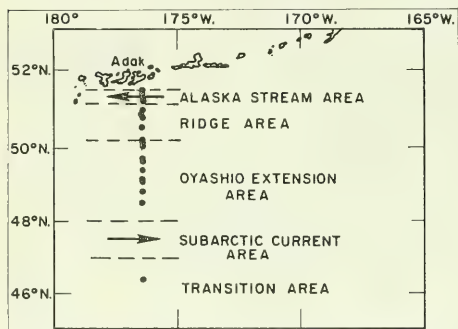 180° 175°W. 170°W. 165°W.
Adak
52°N.
ALASKA STREAM AREA
RIDGE AREA
50°N.
OYASHIO EXTENSION
AREA
48°N.
SUBARCTIC CURRENT
AREA
46°N.
TRANSITION AREA